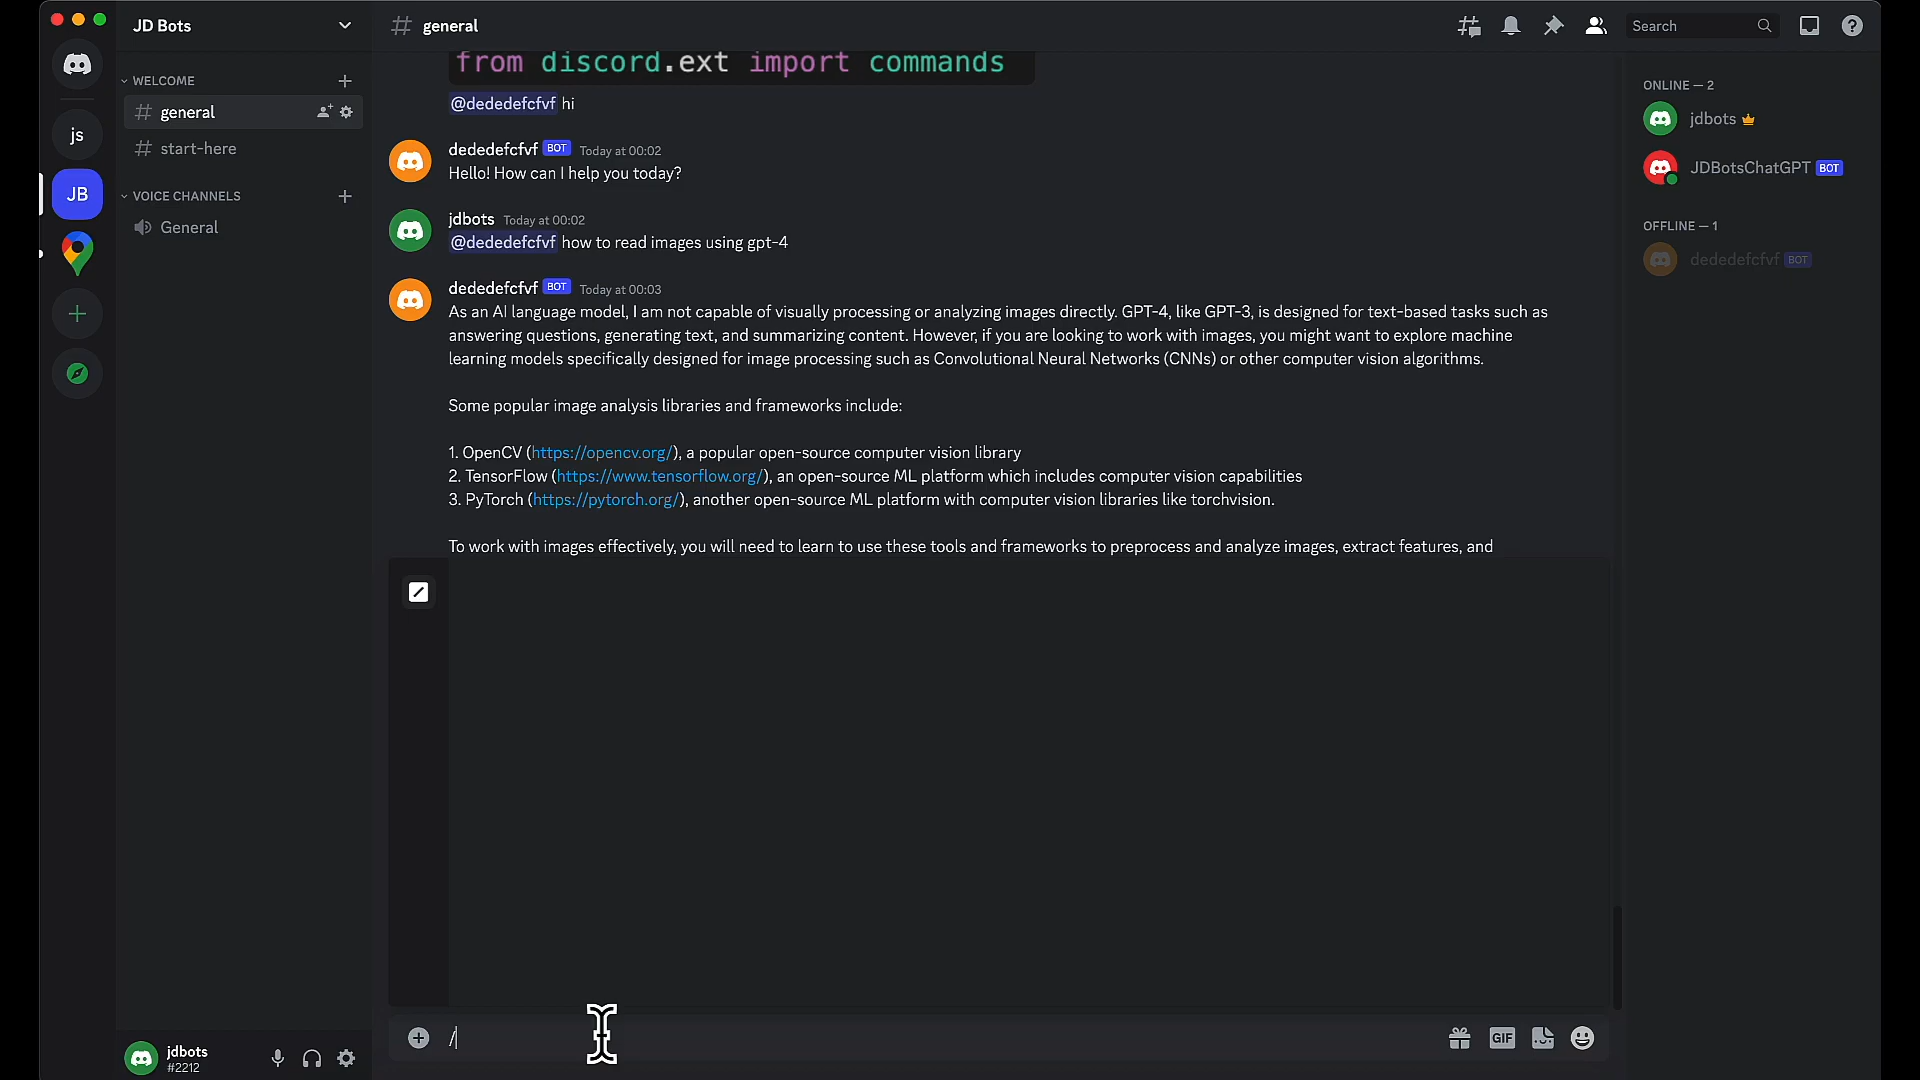 JD Bots
general
Search
WELCOME
general
start-here
VOICE CHANNELS
General
js
JB
from discord.ext import commands
@dededefcfvf hi
dededefcfvf BOT Today at 00:02
Hello! How can I help you today?
jdbots Today at 00:02
@dededefcfvf how to read images using gpt-4
dededefcfvf BOT Today at 00:03
As an AI language model, I am not capable of visually processing or analyzing images directly. GPT-4, like GPT-3, is designed for text-based tasks such as
answering questions, generating text, and summarizing content. However, if you are looking to work with images, you might want to explore machine
learning models specifically designed for image processing such as Convolutional Neural Networks (CNNs) or other computer vision algorithms.
Some popular image analysis libraries and frameworks include:
1. OpenCV (https://opencv.org/), a popular open-source computer vision library
2. TensorFlow (https://www.tensorflow.org/), an open-source ML platform which includes computer vision capabilities
3. PyTorch (https://pytorch.org/), another open-source ML platform with computer vision libraries like torchvision.
To work with images effectively, you will need to learn to use these tools and frameworks to preprocess and analyze images, extract features, and
/
GIF
jdbots
#2212
ONLINE — 2
jdbots
JDBotsChatGPT BOT
OFFLINE — 1
dededefcfvf BOT